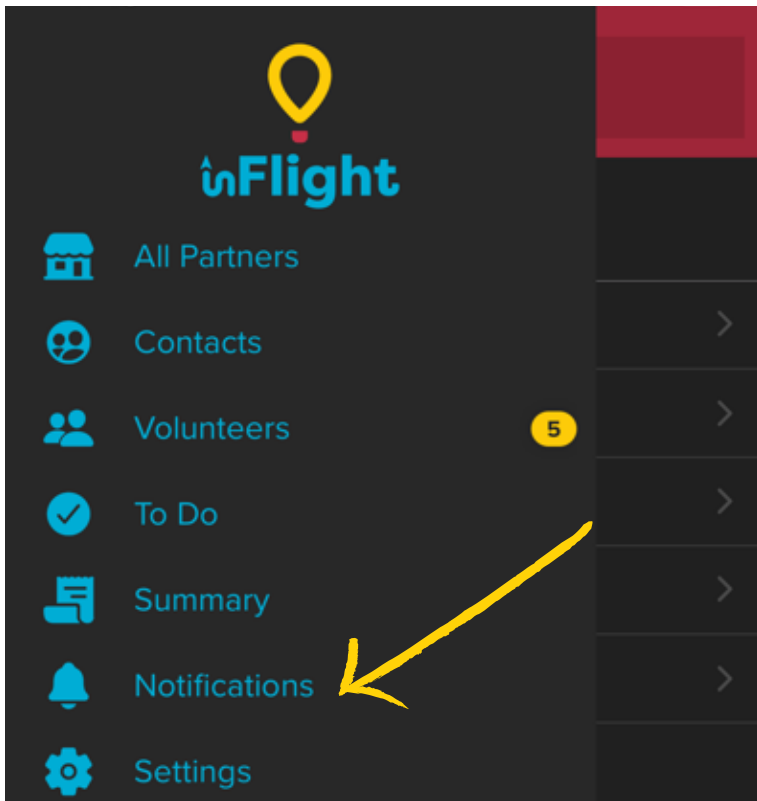 inFlight
All Partners
Contacts
Volunteers 5
To Do
Summary
Notifications
Settings